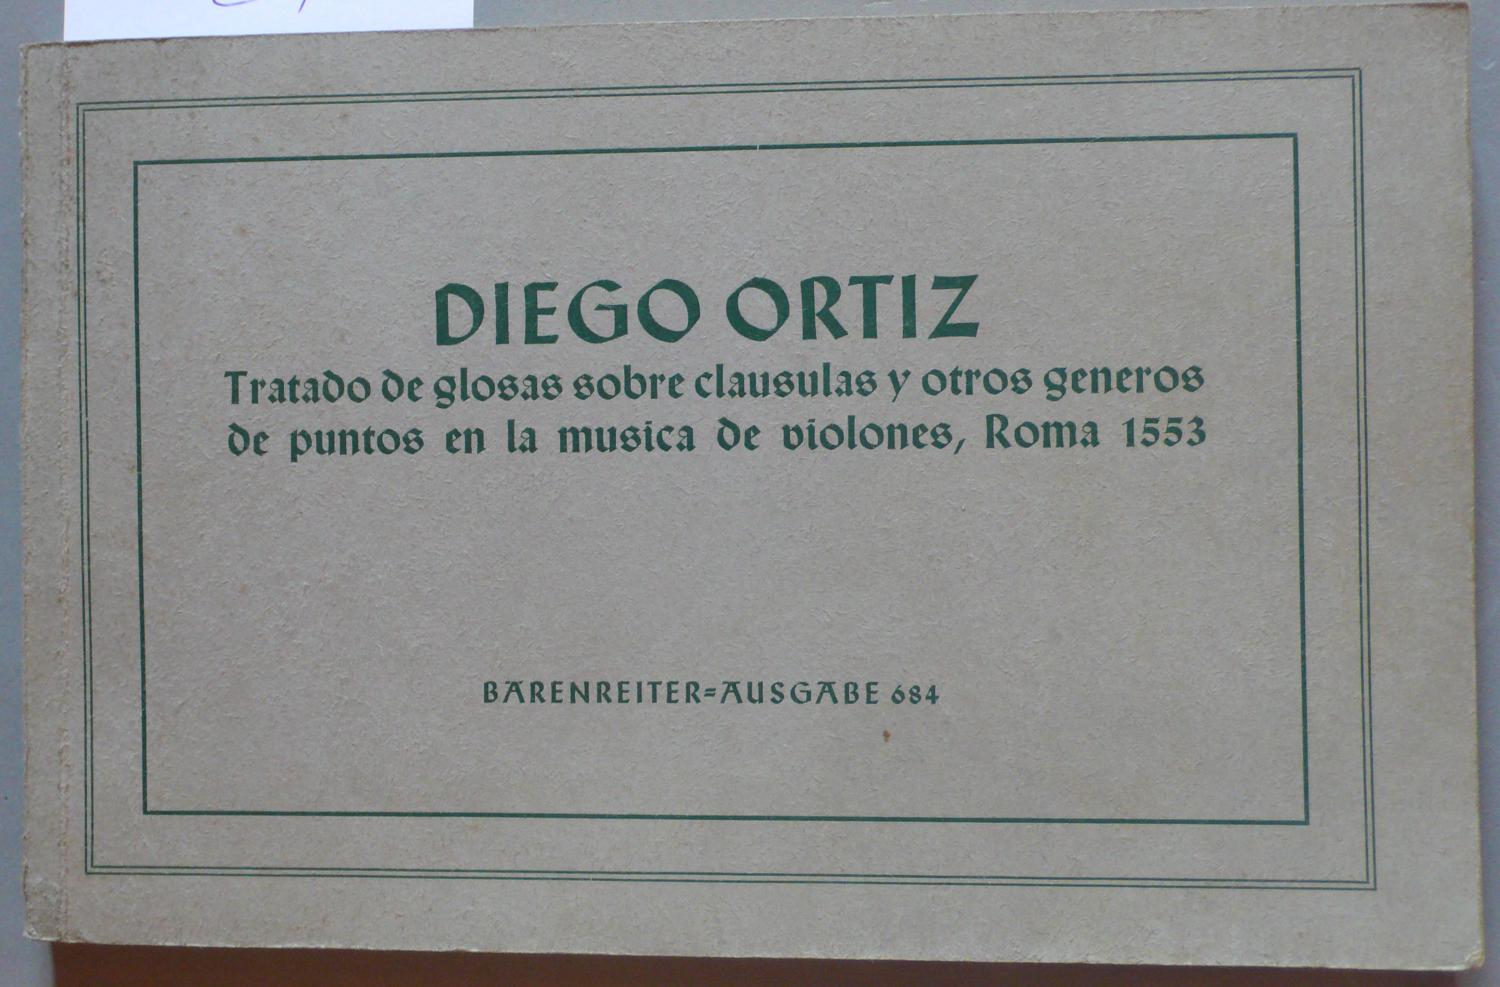 DIEGO ORTIZ
Tratado de glosas sobre clausulas y otros generos
de puntos en la musica de violones, Roma 1553
BÄRENREITER=AUSGABE 684